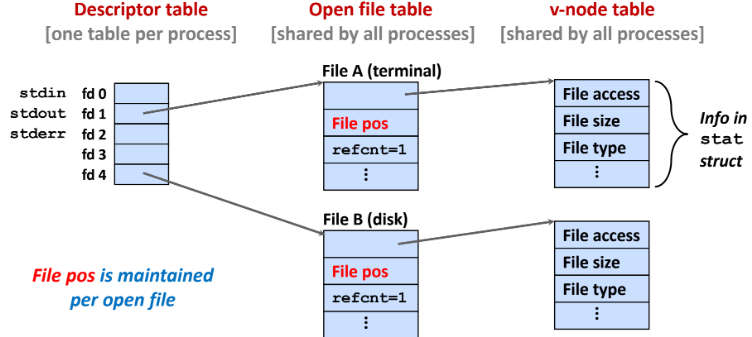 Descriptor table
[one table per process]
Open file table
[shared by all processes]
v-node table
[shared by all processes]
stdin fd 0
stdout fd 1
stderr fd 2
fd 3
fd 4
File A (terminal)
File pos
refcnt=1
⋮
File access
File size
File type
⋮
Info in
stat
struct
File B (disk)
File pos
refcnt=1
⋮
File access
File size
File type
⋮
File pos is maintained
per open file